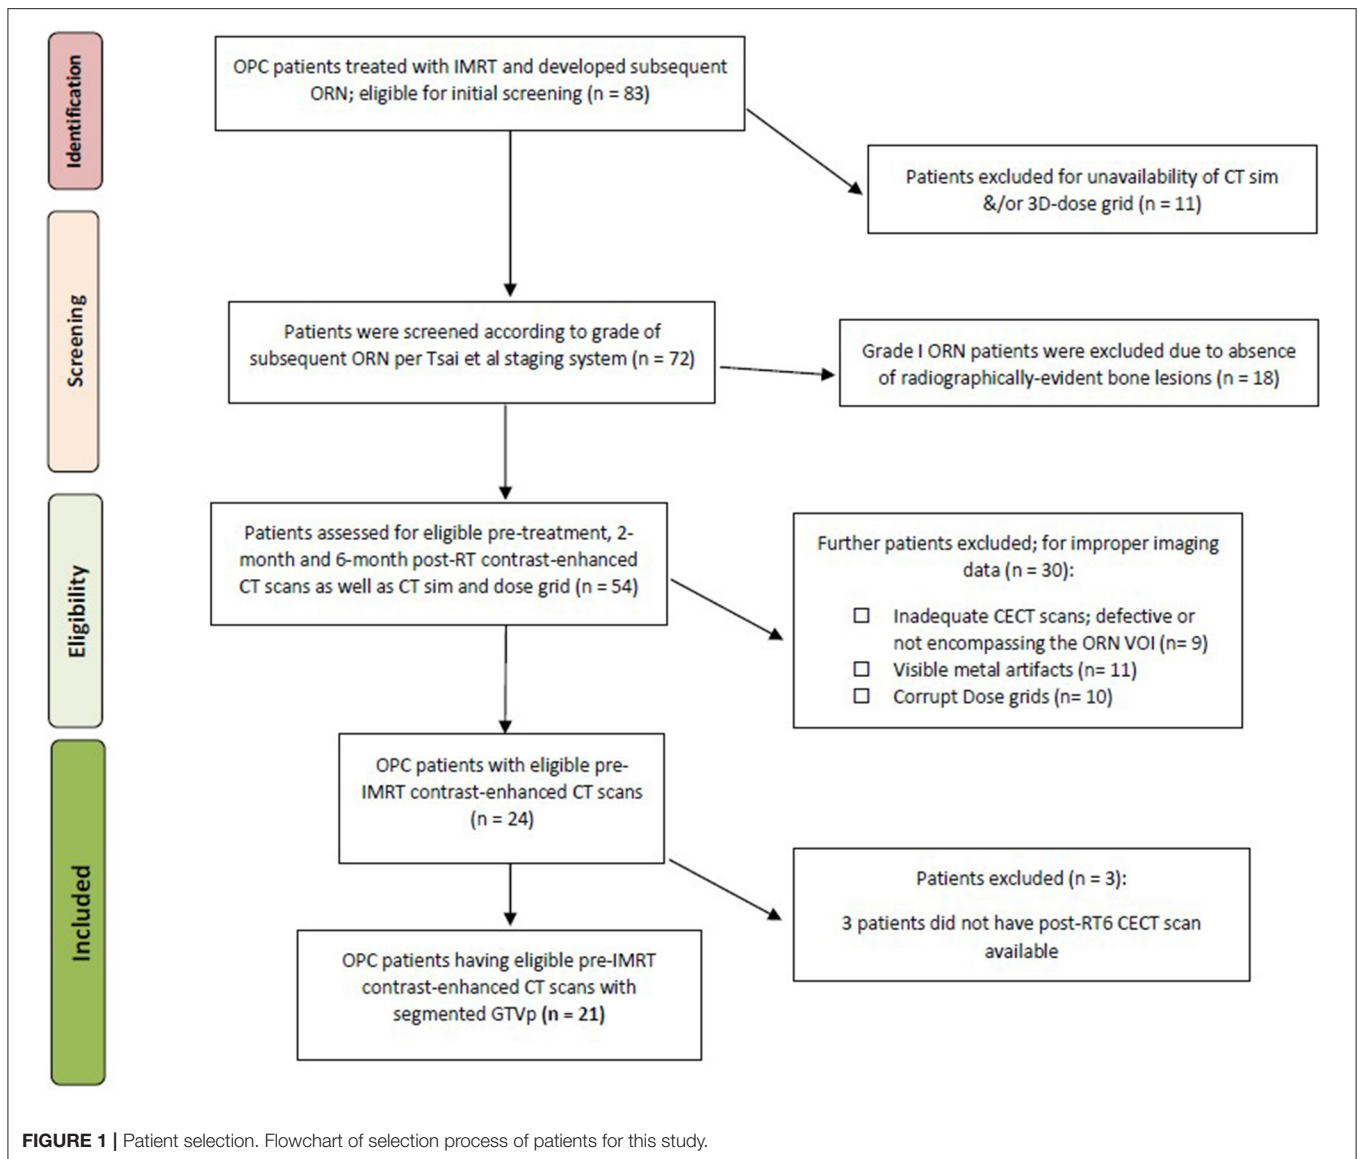 Identification
OPC patients treated with IMRT and developed subsequent
ORN; eligible for initial screening (n = 83)
Patients excluded for unavailability of CT sim
&/or 3D-dose grid (n = 11)
Screening
Patients were screened according to grade of
subsequent ORN per Tsai et al staging system (n = 72)
Grade I ORN patients were excluded due to absence
of radiographically-evident bone lesions (n = 18)
Eligibility
Patients assessed for eligible pre-treatment, 2-
month and 6-month post-RT contrast-enhanced
CT scans as well as CT sim and dose grid (n = 54)
Further patients excluded; for improper imaging
data (n = 30):
☐ Inadequate CECT scans; defective or
not encompassing the ORN VOI (n= 9)
☐ Visible metal artifacts (n= 11)
☐ Corrupt Dose grids (n= 10)
Included
OPC patients with eligible pre-
IMRT contrast-enhanced CT scans
(n = 24)
Patients excluded (n = 3):
3 patients did not have post-RT6 CECT scan
available
OPC patients having eligible pre-IMRT
contrast-enhanced CT scans with
segmented GTVp (n = 21)
FIGURE 1 | Patient selection. Flowchart of selection process of patients for this study.